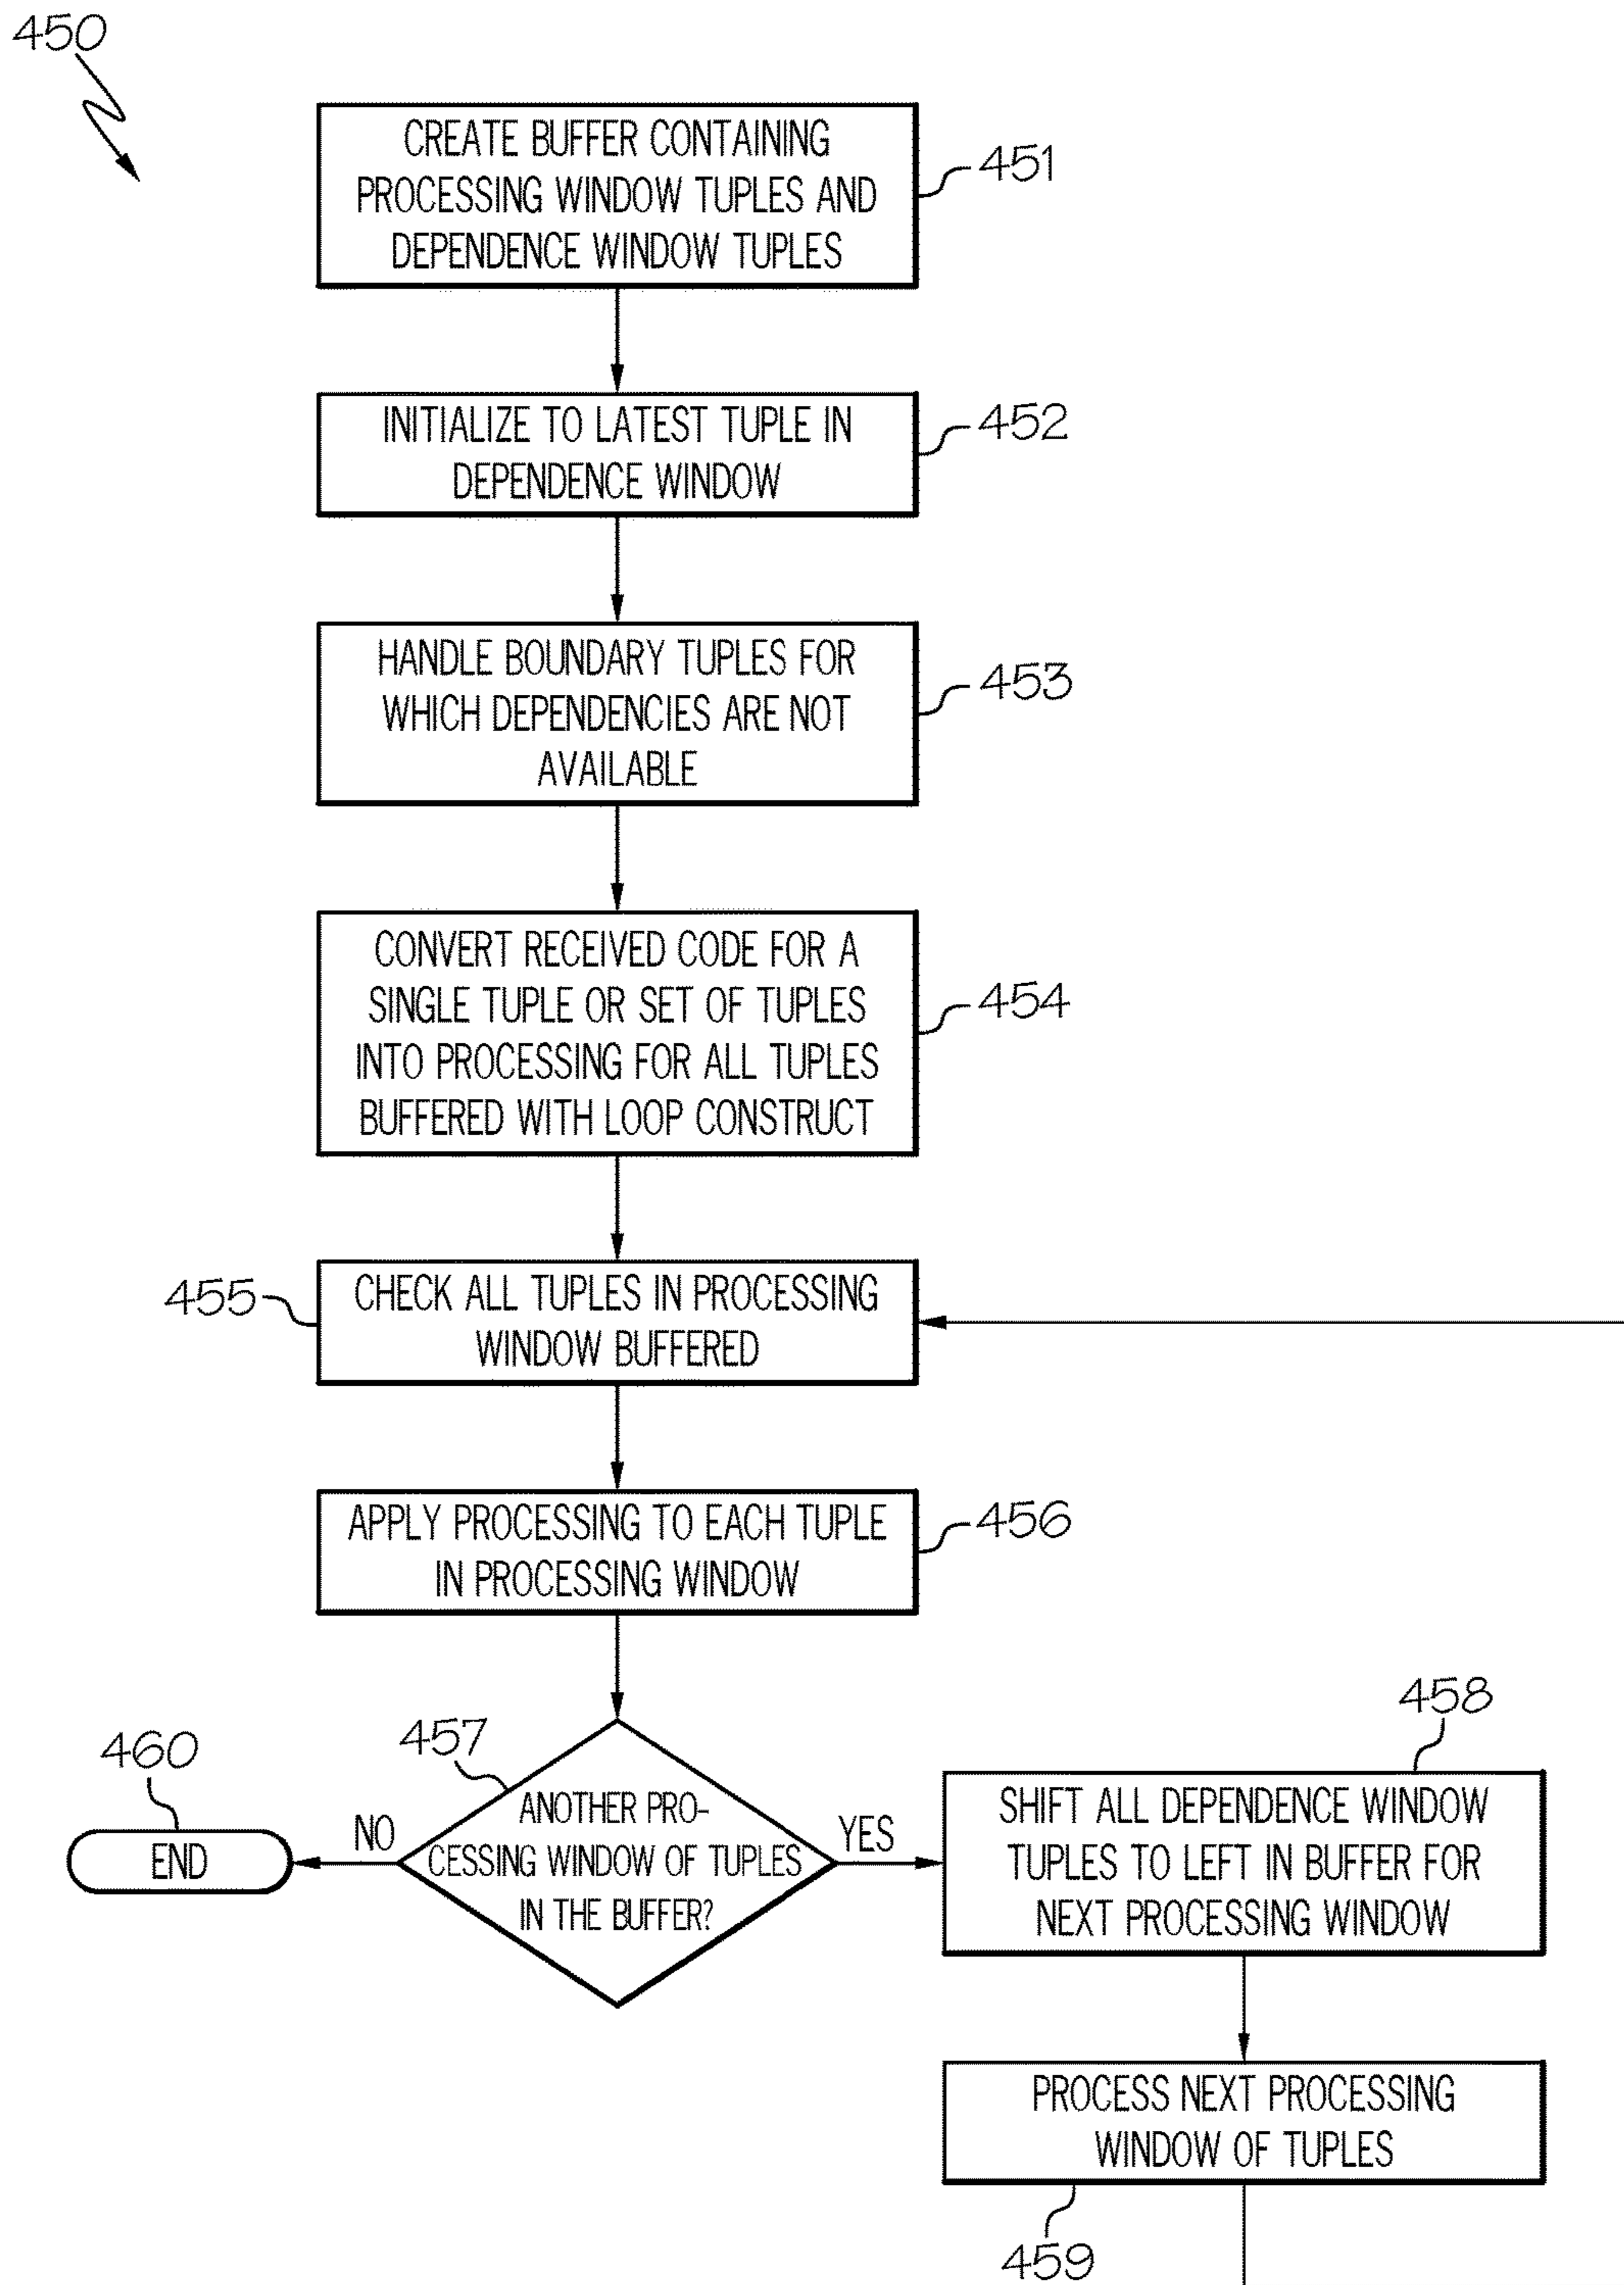 450
CREATE BUFFER CONTAINING
PROCESSING WINDOW TUPLES AND
DEPENDENCE WINDOW TUPLES
451
INITIALIZE TO LATEST TUPLE IN
DEPENDENCE WINDOW
452
HANDLE BOUNDARY TUPLES FOR
WHICH DEPENDENCIES ARE NOT
AVAILABLE
453
CONVERT RECEIVED CODE FOR A
SINGLE TUPLE OR SET OF TUPLES
INTO PROCESSING FOR ALL TUPLES
BUFFERED WITH LOOP CONSTRUCT
454
455
CHECK ALL TUPLES IN PROCESSING
WINDOW BUFFERED
APPLY PROCESSING TO EACH TUPLE
IN PROCESSING WINDOW
456
457
ANOTHER PRO-
CESSING WINDOW OF TUPLES
IN THE BUFFER?
NO
460
END
YES
458
SHIFT ALL DEPENDENCE WINDOW
TUPLES TO LEFT IN BUFFER FOR
NEXT PROCESSING WINDOW
PROCESS NEXT PROCESSING
WINDOW OF TUPLES
459